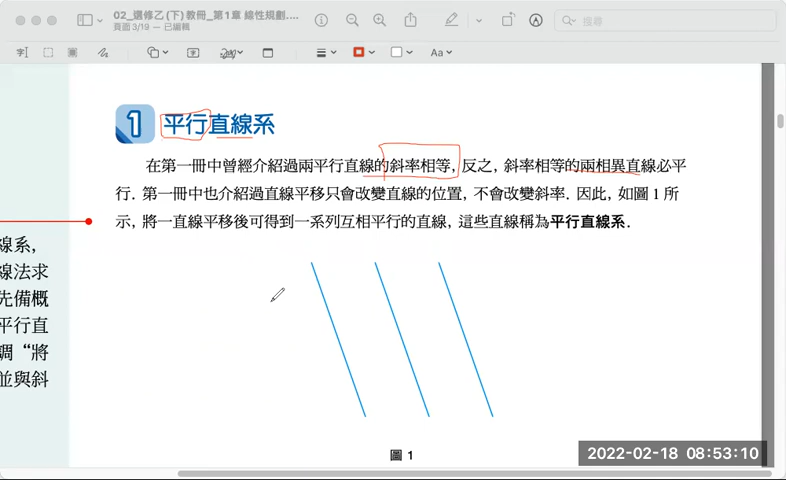 02_選修乙(下)教冊_第1章 線性規劃....
頁面 3/19 — 已編輯
搜尋
Aa
1 平行直線系
在第一冊中曾經介紹過兩平行直線的斜率相等, 反之, 斜率相等的兩相異直線必平
行. 第一冊中也介紹過直線平移只會改變直線的位置, 不會改變斜率. 因此, 如圖 1 所
示, 將一直線平移後可得到一系列互相平行的直線, 這些直線稱為平行直線系.
線系,
線法求
先備概
平行直
調“將
並與斜
圖 1
2022-02-18 08:53:10